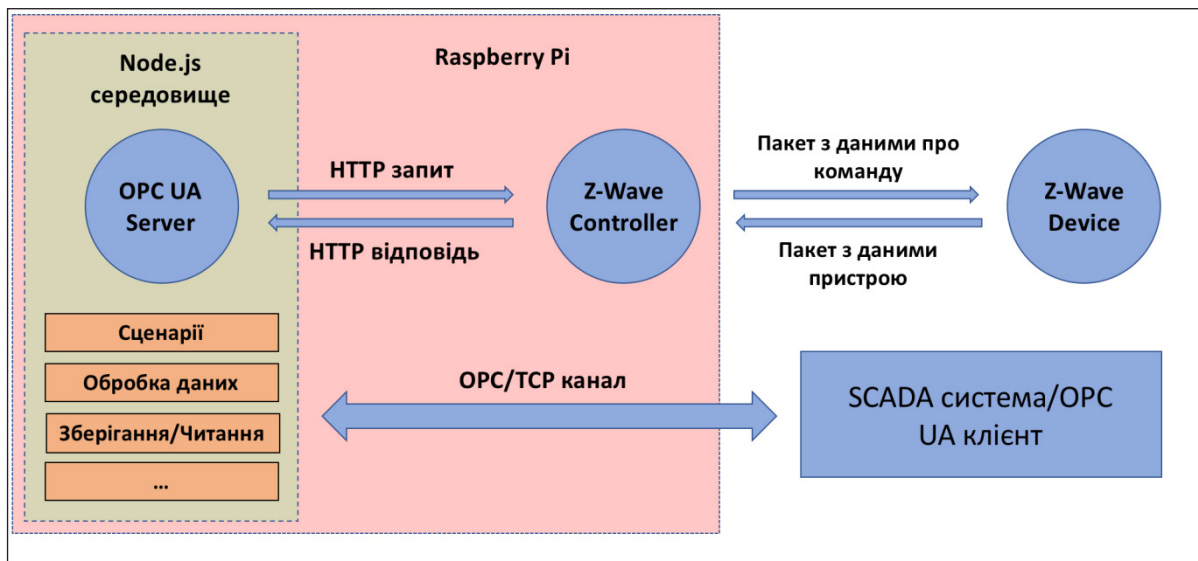 Node.js
середовище
Raspberry Pi
OPC UA
Server
HTTP запит
HTTP відповідь
Z-Wave
Controller
Пакет з даними про
команду
Пакет з даними
пристрою
Z-Wave
Device
Сценарії
Обробка даних
Зберігання/Читання
...
OPC/TCP канал
SCADA система/OPC
UA клієнт